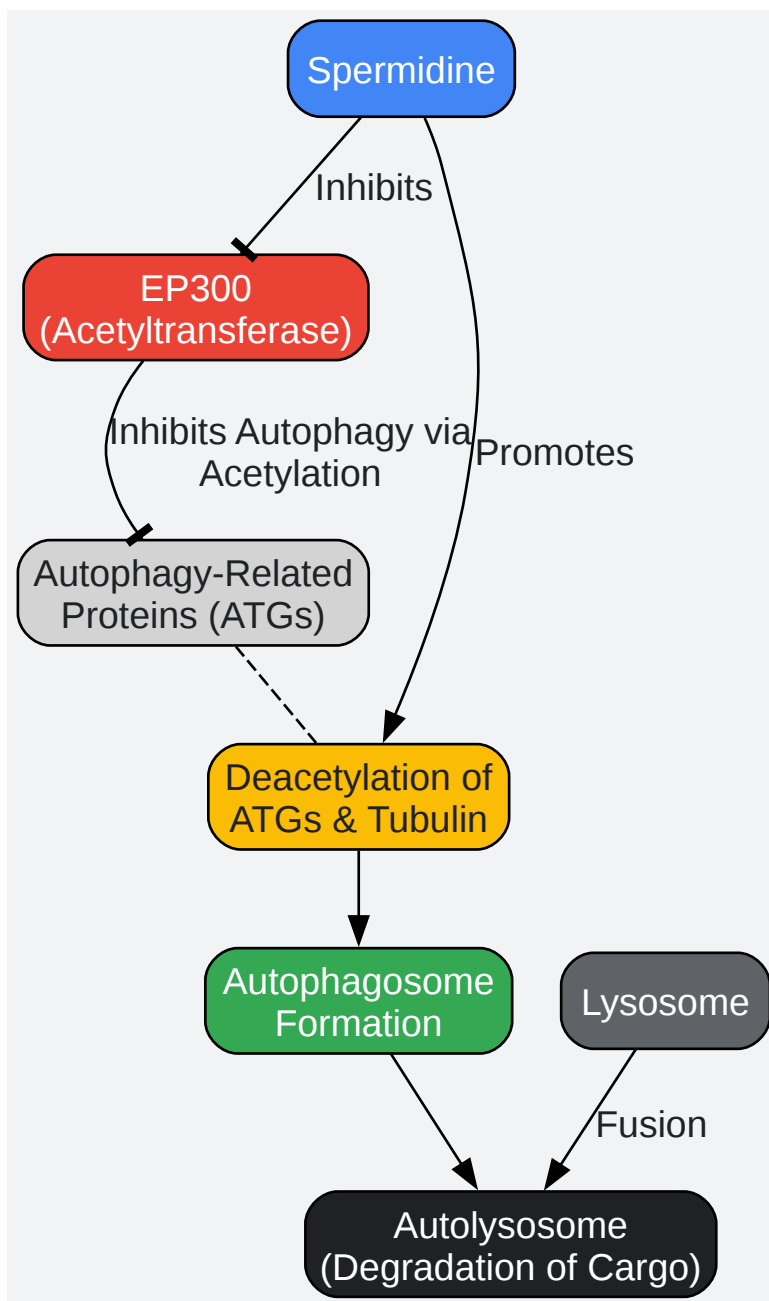 Spermidine
Inhibits
EP300
(Acetyltransferase)
Inhibits Autophagy via
Acetylation
Promotes
Autophagy-Related
Proteins (ATGs)
Deacetylation of
ATGs & Tubulin
Autophagosome
Formation
Lysosome
Fusion
Autolysosome
(Degradation of Cargo)